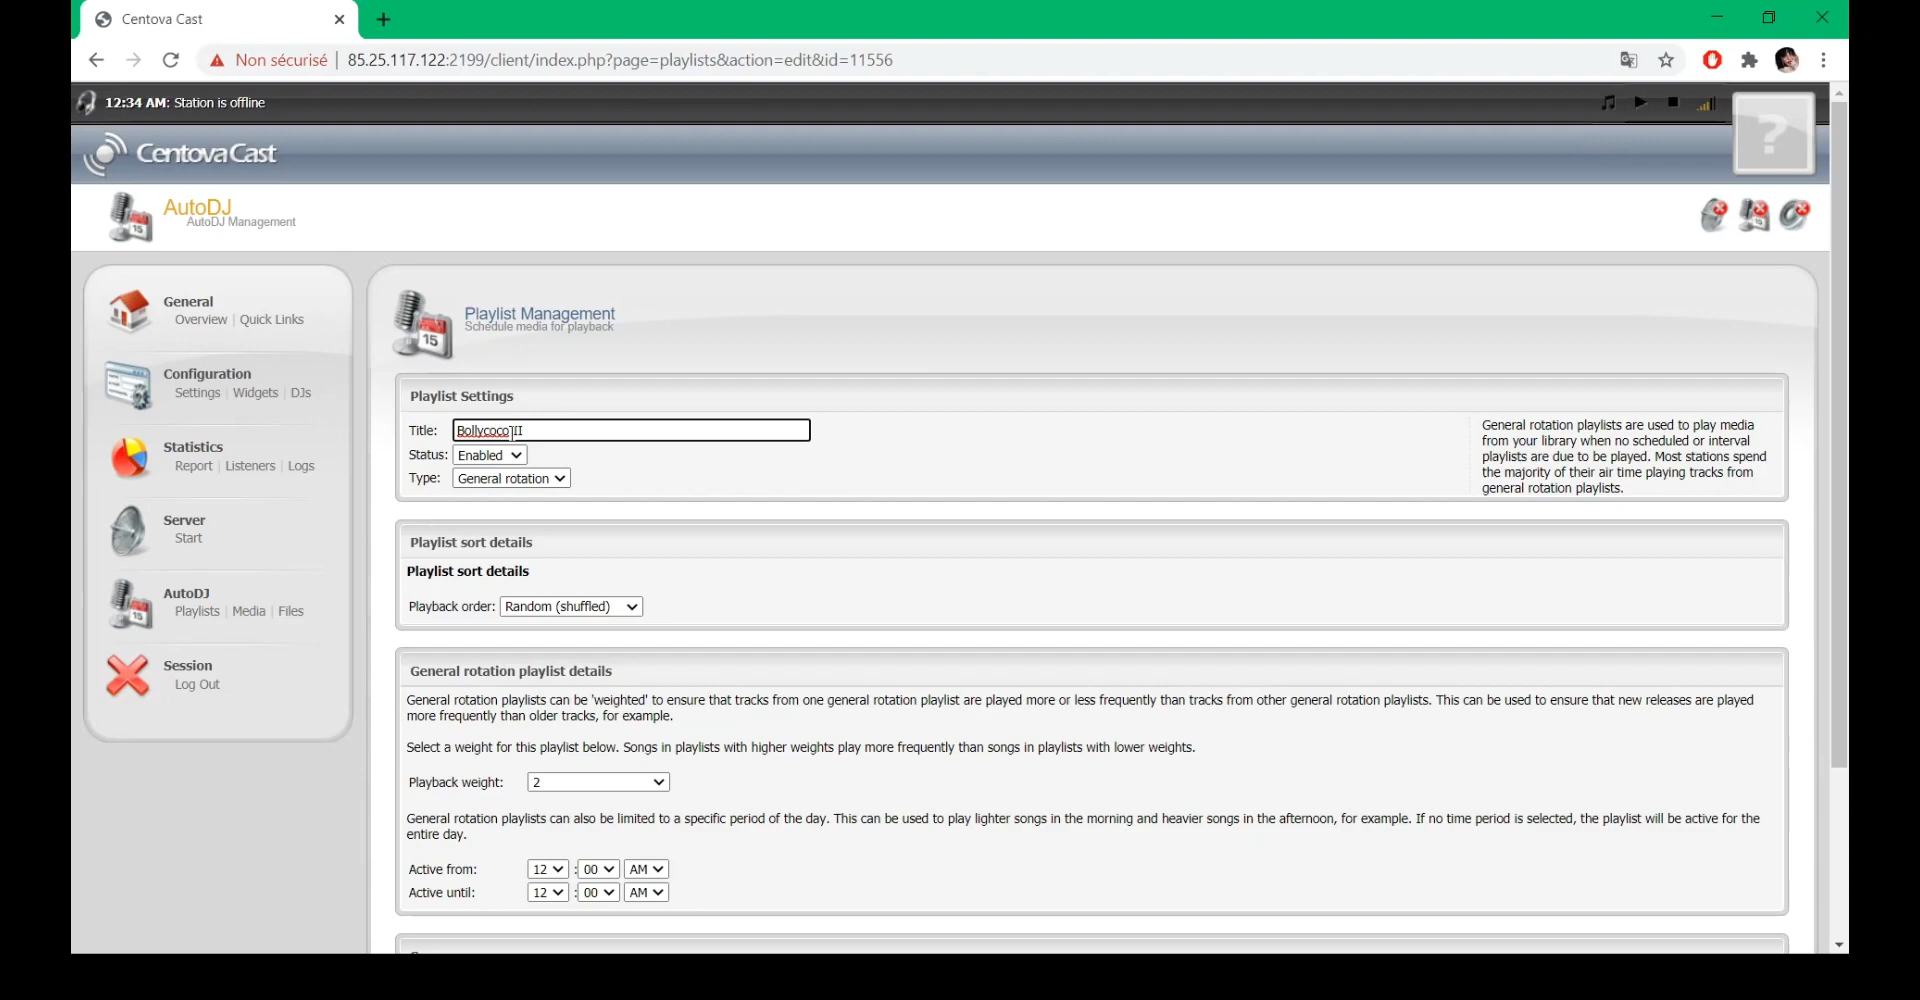 Centova Cast
Non sécurisé | 85.25.117.122:2199/client/index.php?page=playlists&action=edit&id=11556
12:34 AM: Station is offline
CentovaCast
?
AutoDJ
AutoDJ Management
General
Overview | Quick Links
Configuration
Settings | Widgets | DJs
Statistics
Report | Listeners | Logs
Server
Start
AutoDJ
Playlists | Media | Files
Session
Log Out
Playlist Management
Schedule media for playback
Playlist Settings
Title:
Status: Enabled
Type: General rotation
General rotation playlists are used to play media
from your library when no scheduled or interval
playlists are due to be played. Most stations spend
the majority of their air time playing tracks from
general rotation playlists.
Playlist sort details
Playlist sort details
Playback order: Random (shuffled)
General rotation playlist details
General rotation playlists can be 'weighted' to ensure that tracks from one general rotation playlist are played more or less frequently than tracks from other general rotation playlists. This can be used to ensure that new releases are played
more frequently than older tracks, for example.
Select a weight for this playlist below. Songs in playlists with higher weights play more frequently than songs in playlists with lower weights.
Playback weight: 2
General rotation playlists can also be limited to a specific period of the day. This can be used to play lighter songs in the morning and heavier songs in the afternoon, for example. If no time period is selected, the playlist will be active for the
entire day.
Active from: 12 : 00 AM
Active until: 12 : 00 AM